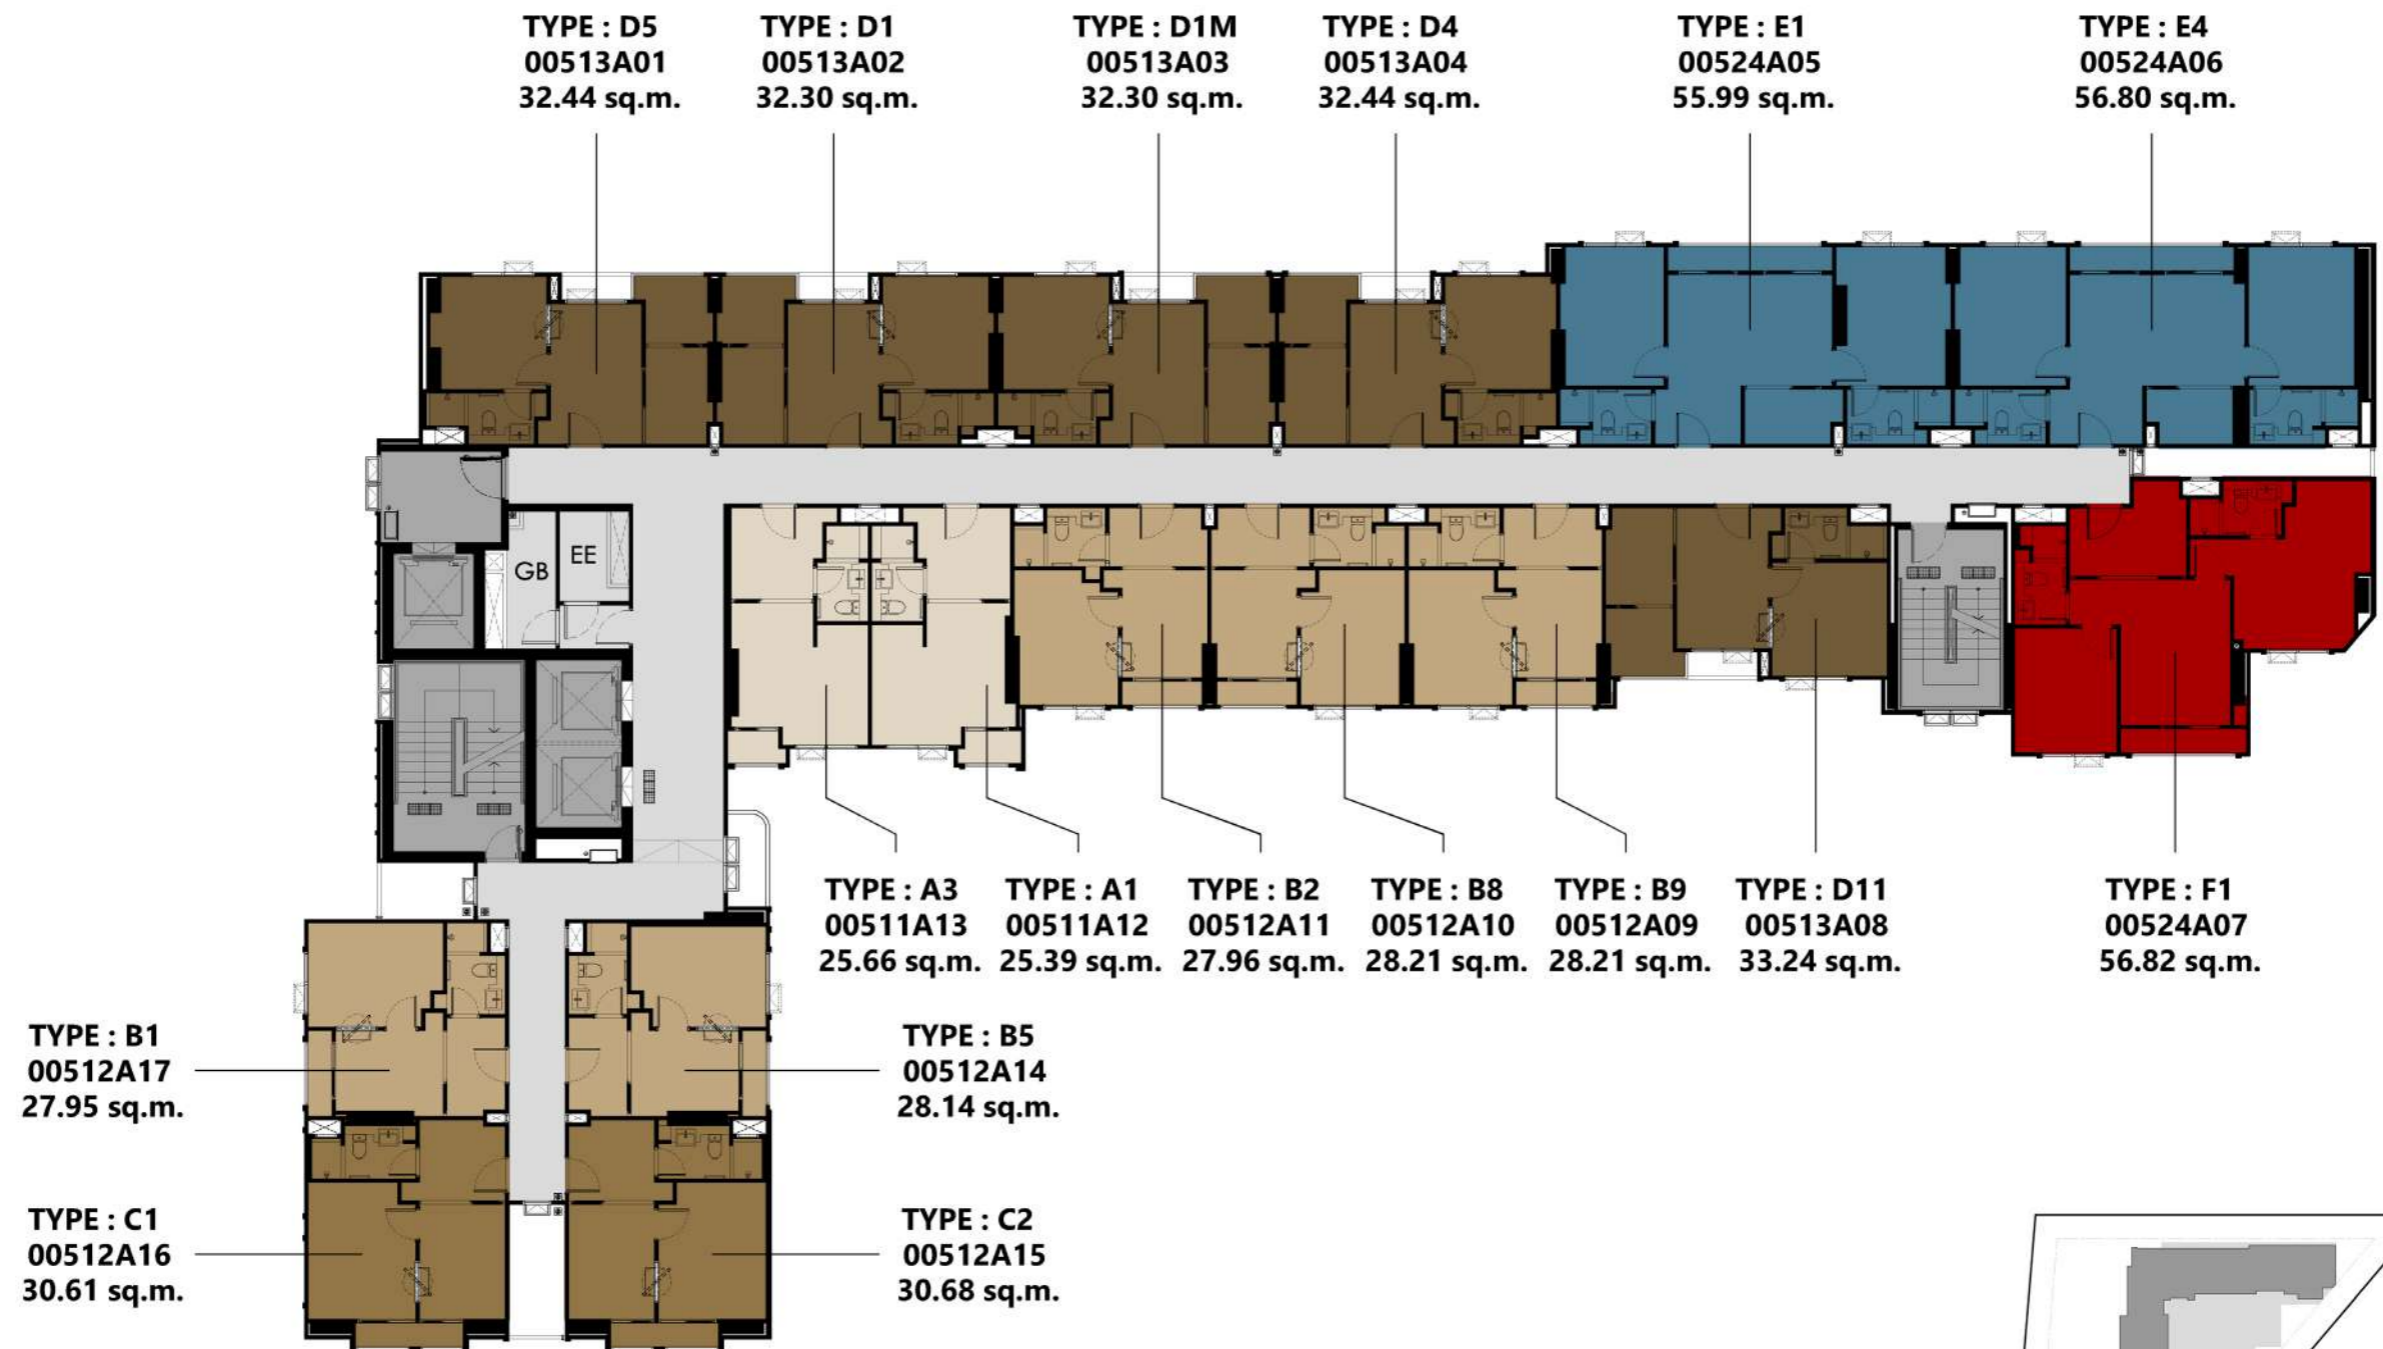 TYPE : D5
00513A01
32.44 sq.m.
TYPE : D1
00513A02
32.30 sq.m.
TYPE : D1M
00513A03
32.30 sq.m.
TYPE : D4
00513A04
32.44 sq.m.
TYPE : E1
00524A05
55.99 sq.m.
TYPE : E4
00524A06
56.80 sq.m.
GB
EE
TYPE : A3
00511A13
25.66 sq.m.
TYPE : A1
00511A12
25.39 sq.m.
TYPE : B2
00512A11
27.96 sq.m.
TYPE : B8
00512A10
28.21 sq.m.
TYPE : B9
00512A09
28.21 sq.m.
TYPE : D11
00513A08
33.24 sq.m.
TYPE : F1
00524A07
56.82 sq.m.
TYPE : B1
00512A17
27.95 sq.m.
TYPE : B5
00512A14
28.14 sq.m.
TYPE : C1
00512A16
30.61 sq.m.
TYPE : C2
00512A15
30.68 sq.m.